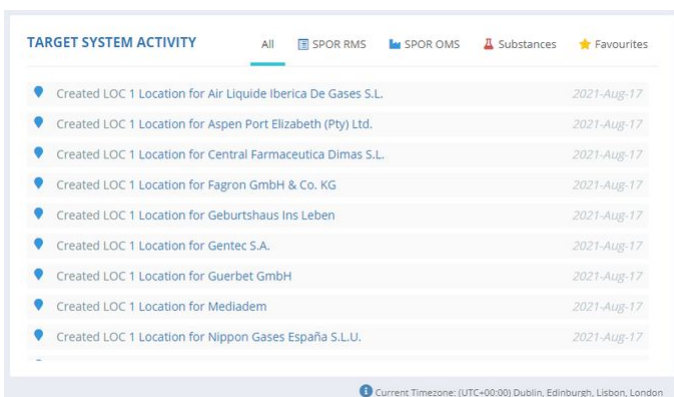 TARGET SYSTEM ACTIVITY All SPOR RMS SPOR OMS Substances Favourites
Created LOC 1 Location for Air Liquide Iberica De Gases S.L. 2021-Aug-17
Created LOC 1 Location for Aspen Port Elizabeth (Pty) Ltd. 2021-Aug-17
Created LOC 1 Location for Central Farmaceutica Dimas S.L. 2021-Aug-17
Created LOC 1 Location for Fagron GmbH & Co. KG 2021-Aug-17
Created LOC 1 Location for Geburtshaus Ins Leben 2021-Aug-17
Created LOC 1 Location for Gentec S.A. 2021-Aug-17
Created LOC 1 Location for Guerbet GmbH 2021-Aug-17
Created LOC 1 Location for Mediadem 2021-Aug-17
Created LOC 1 Location for Nippon Gases España S.L.U. 2021-Aug-17
Current Timezone: (UTC+00:00) Dublin, Edinburgh, Lisbon, London